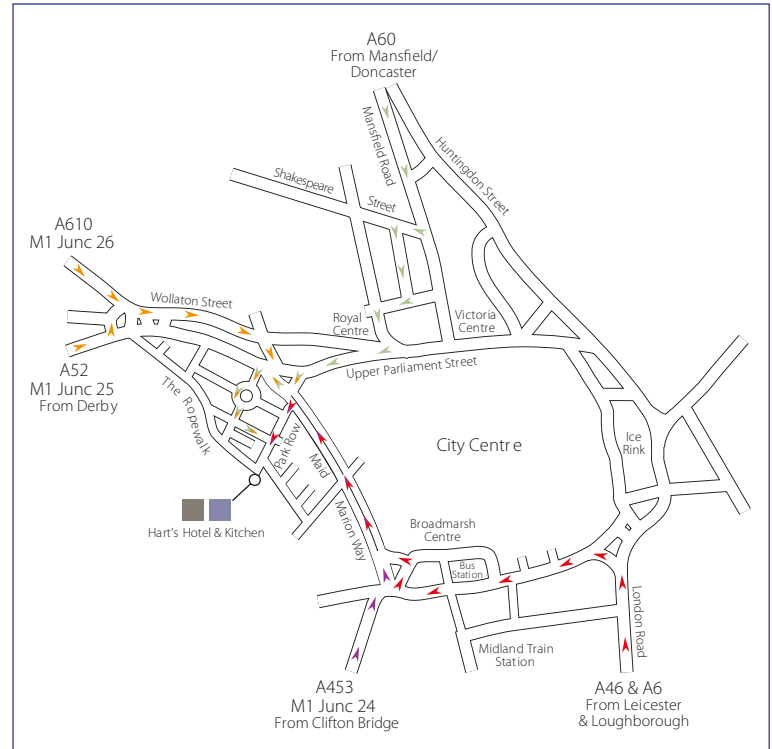 A60
From Mansfield/
Doncaster
Mansfield Road
Huntingdon Street
Shakespeare
Street
A610
M1 Junc 26
Wollaton Street
Royal
Centre
Victoria
Centre
Upper Parliament Street
A52
M1 Junc 25
From Derby
The Ropewalk
Park Row
Maid
Marion Way
City Centre
Ice
Rink
Hart's Hotel & Kitchen
Broadmarsh
Centre
Bus
Station
London Road
Midland Train
Station
A453
M1 Junc 24
From Clifton Bridge
A46 & A6
From Leicester
& Loughborough